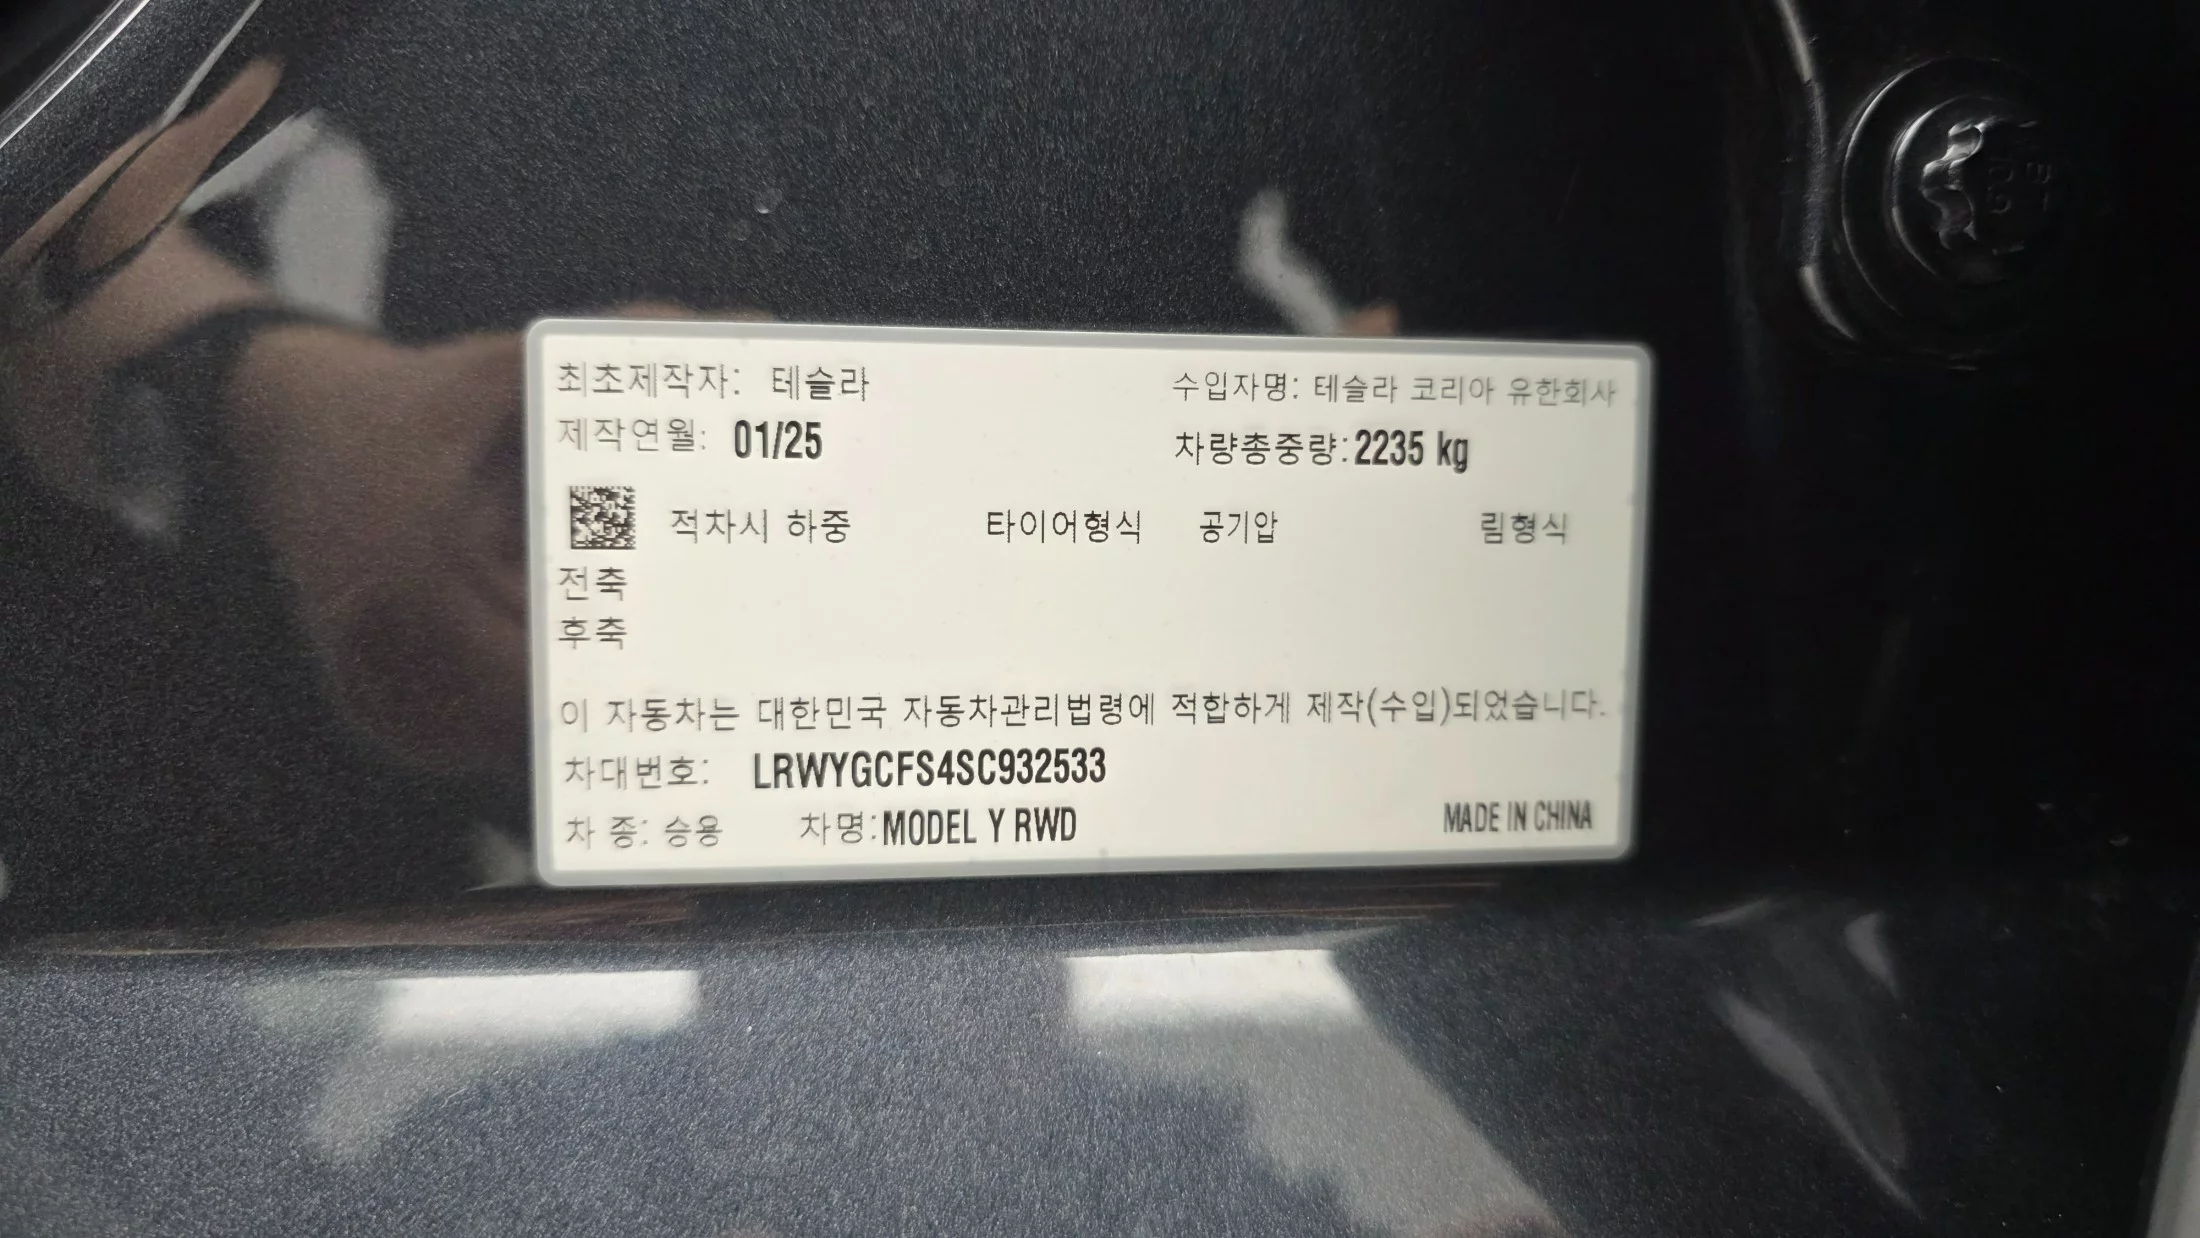 최초제작자: 테슬라 수입자명: 테슬라 코리아 유한회사
제작연월: 01/25 차량총중량: 2235 kg
적차시 하중 타이어형식 공기압 림형식
전축
후축
이 자동차는 대한민국 자동차관리법령에 적합하게 제작(수입)되었습니다.
차대번호: LRWYGCFS4SC932533
차 종: 승용 차명: MODEL Y RWD MADE IN CHINA